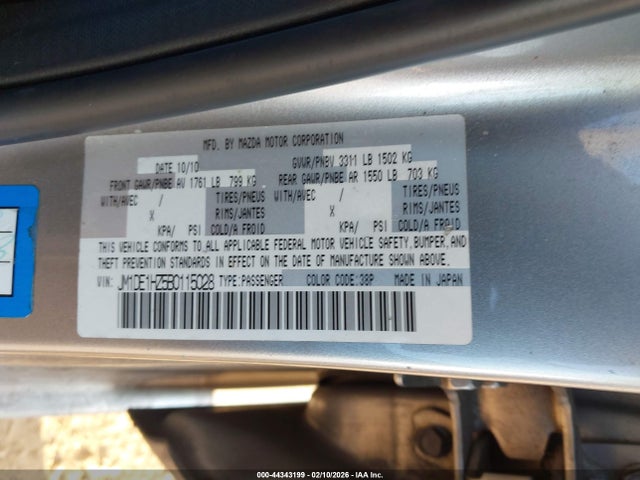 MFD. BY MAZDA MOTOR CORPORATION
DATE 10/10 GVWR/PNBV 3311 LB 1502 KG
FRONT GAWR/PNBE AV 1761 LB 799 KG REAR GAWR/PNBE AR 1550 LB 703 KG
WITH/AVEC / TIRES/PNEUS WITH/AVEC / TIRES/PNEUS
X RIMS/JANTES X RIMS/JANTES
KPA/ PSI COLD/A FROID KPA/ PSI COLD/A FROID
THIS VEHICLE CONFORMS TO ALL APPLICABLE FEDERAL MOTOR VEHICLE SAFETY, BUMPER, AND
THEFT PREVENTION STANDARDS IN EFFECT ON THE DATE OF MANUFACTURE SHOWN ABOVE.
VIN: JM1DE1HZ5B0115028 TYPE:PASSENGER COLOR CODE: 38P MADE IN JAPAN
000-44343199 - 02/10/2026 - IAA Inc.